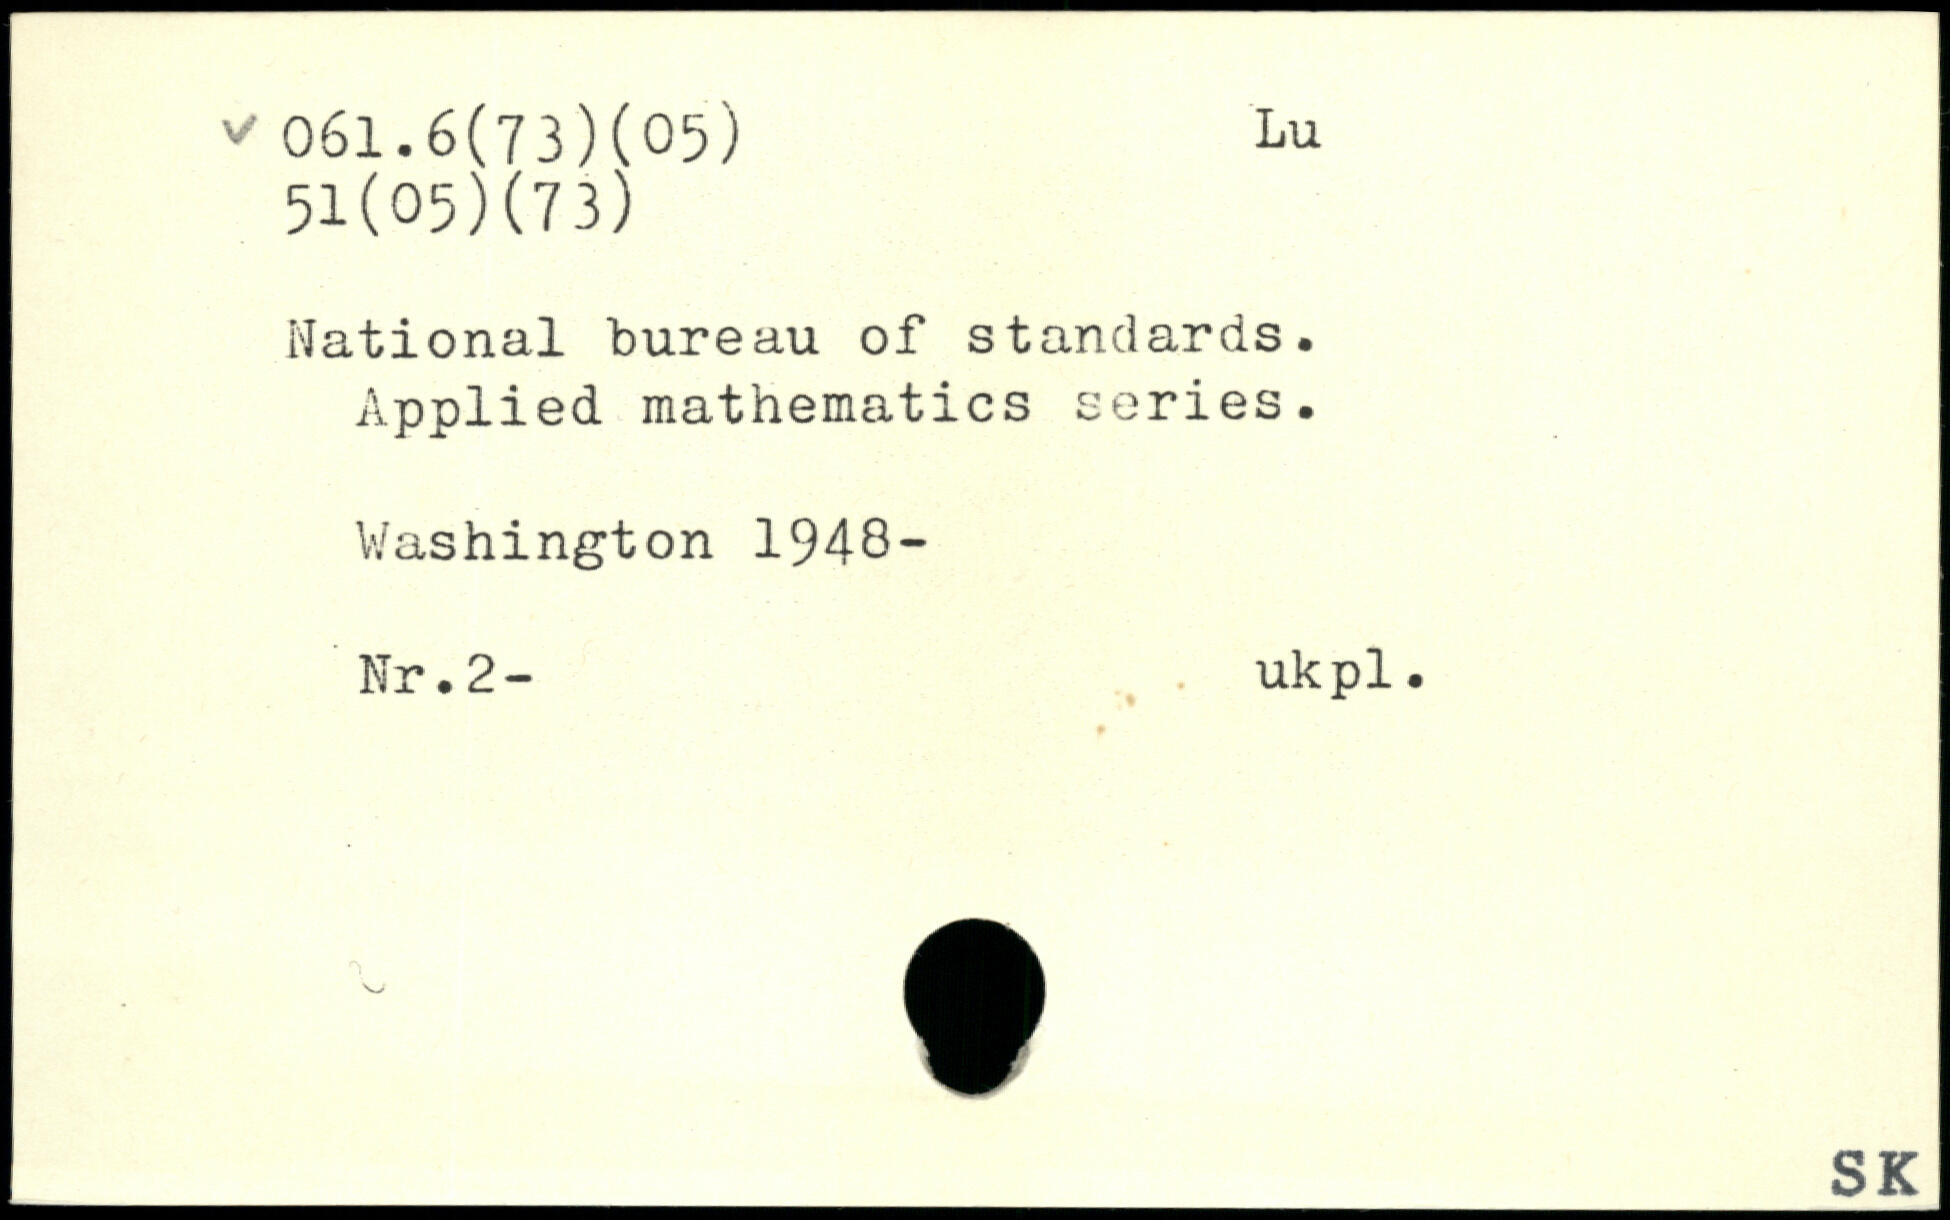 ✓ 061.6(73)(05) Lu
51(05)(73)
National bureau of standards.
Applied mathematics series.
Washington 1948-
Nr.2- ukpl.
SK